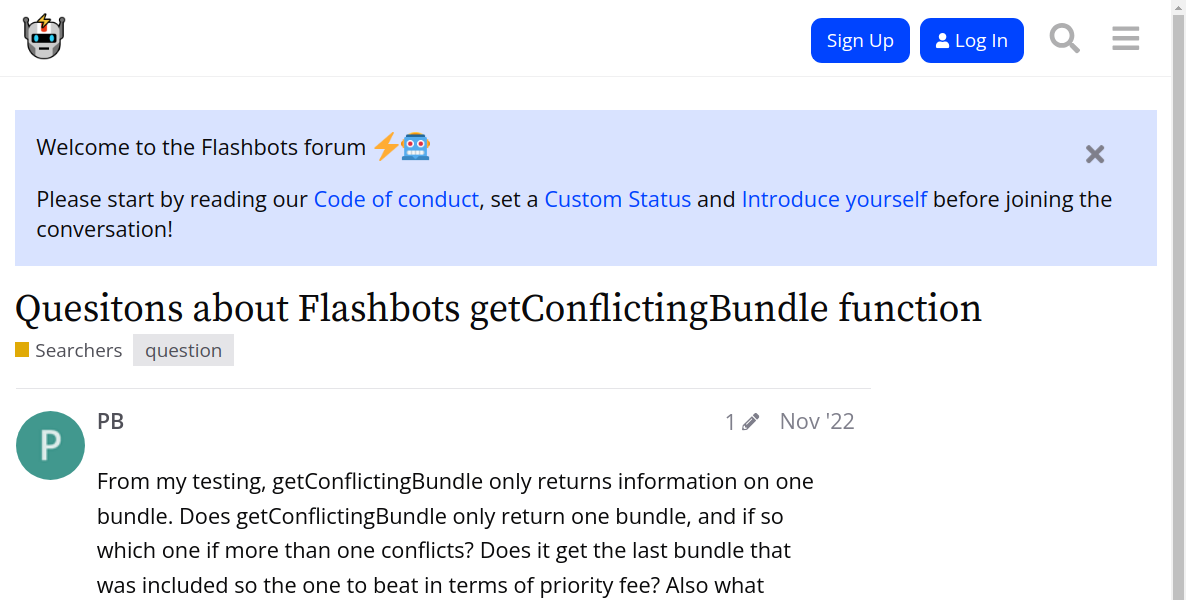 Sign Up
Log In
Welcome to the Flashbots forum
Please start by reading our Code of conduct, set a Custom Status and Introduce yourself before joining the
conversation!
Quesitons about Flashbots getConflictingBundle function
Searchers question
P
PB
1 Nov '22
From my testing, getConflictingBundle only returns information on one
bundle. Does getConflictingBundle only return one bundle, and if so
which one if more than one conflicts? Does it get the last bundle that
was included so the one to beat in terms of priority fee? Also what